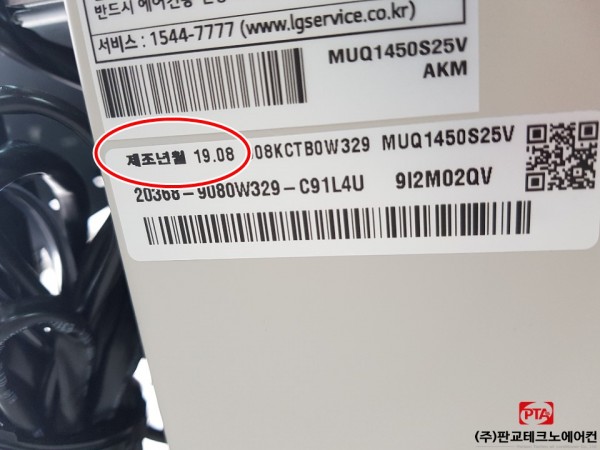 반드시 에어컨용
서비스 : 1544-7777 (www.lgservice.co.kr)
MUQ1450S25V
AKM
제조년월 19.08 08KCTB0W329 MUQ1450S25V
20368-9080W329-C91L4U 9I2M02QV
PTA
(주)판교테크노에어컨